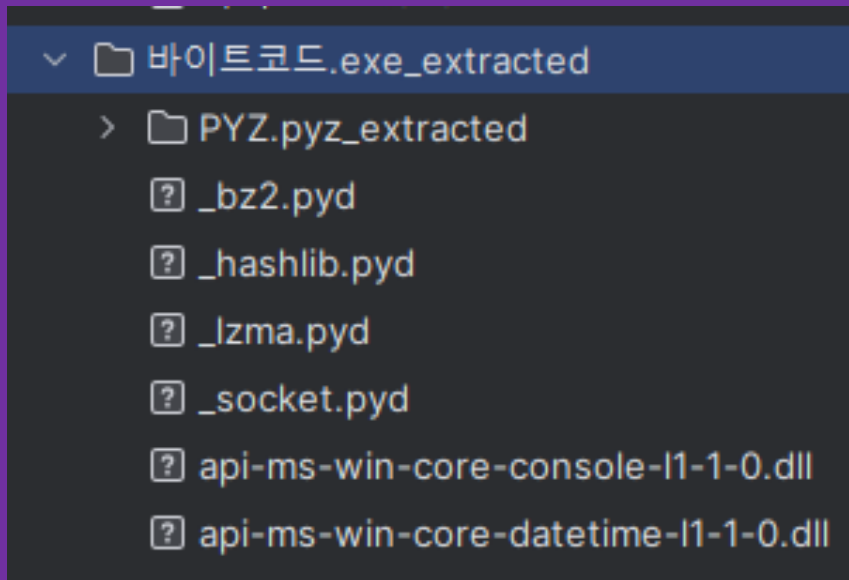 바이트코드.exe_extracted
PYZ.pyz_extracted
_bz2.pyd
_hashlib.pyd
_lzma.pyd
_socket.pyd
api-ms-win-core-console-l1-1-0.dll
api-ms-win-core-datetime-l1-1-0.dll